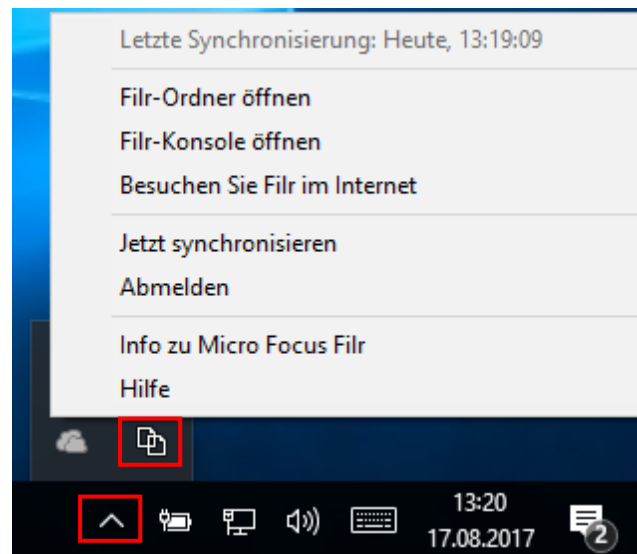 Letzte Synchronisierung: Heute, 13:19:09
Filr-Ordner öffnen
Filr-Konsole öffnen
Besuchen Sie Filr im Internet
Jetzt synchronisieren
Abmelden
Info zu Micro Focus Filr
Hilfe
13:20
17.08.2017
2